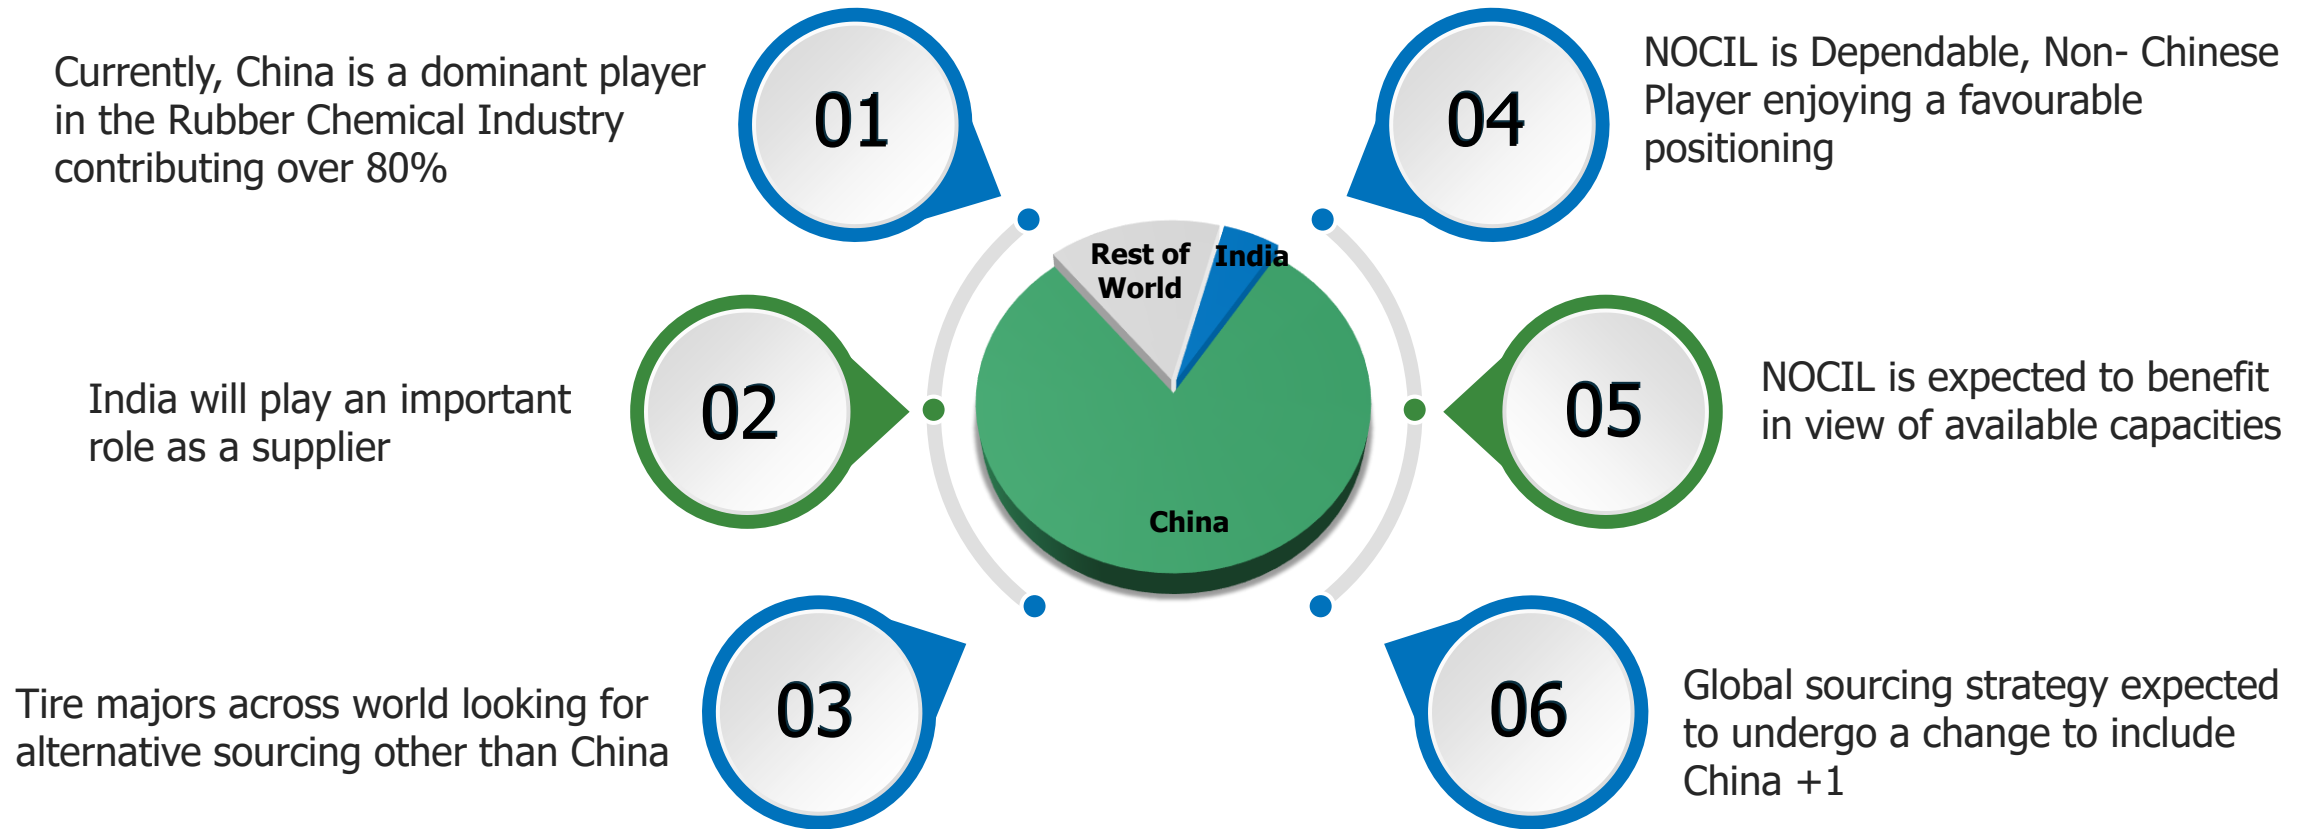 Currently, China is a dominant player
in the Rubber Chemical Industry
contributing over 80%
01
India will play an important
role as a supplier
02
Tire majors across world looking for
alternative sourcing other than China
03
Rest of
World
India
China
04
NOCIL is Dependable, Non- Chinese
Player enjoying a favourable
positioning
05
NOCIL is expected to benefit
in view of available capacities
06
Global sourcing strategy expected
to undergo a change to include
China +1